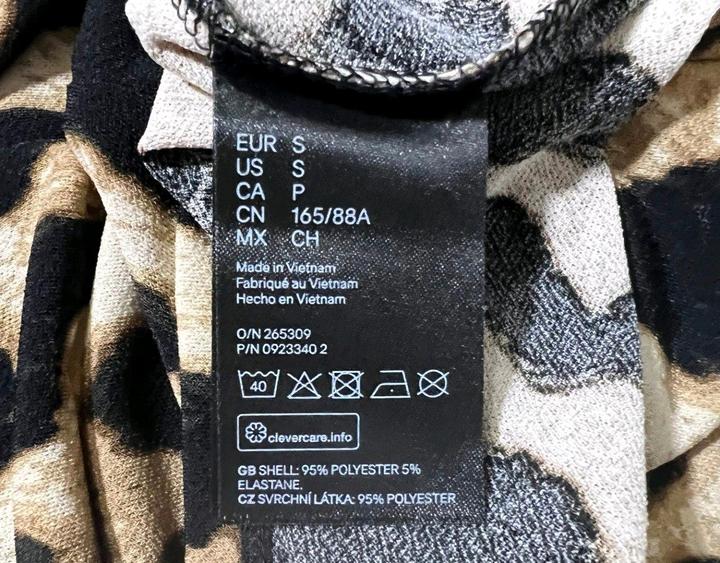 EUR S
US S
CA P
CN 165/88A
MX CH
Made in Vietnam
Fabriqué au Vietnam
Hecho en Vietnam
O/N 265309
P/N 0923340 2
40
clevercare.info
GB SHELL: 95% POLYESTER 5%
ELASTANE.
CZ SVRCHNÍ LÁTKA: 95% POLYESTER